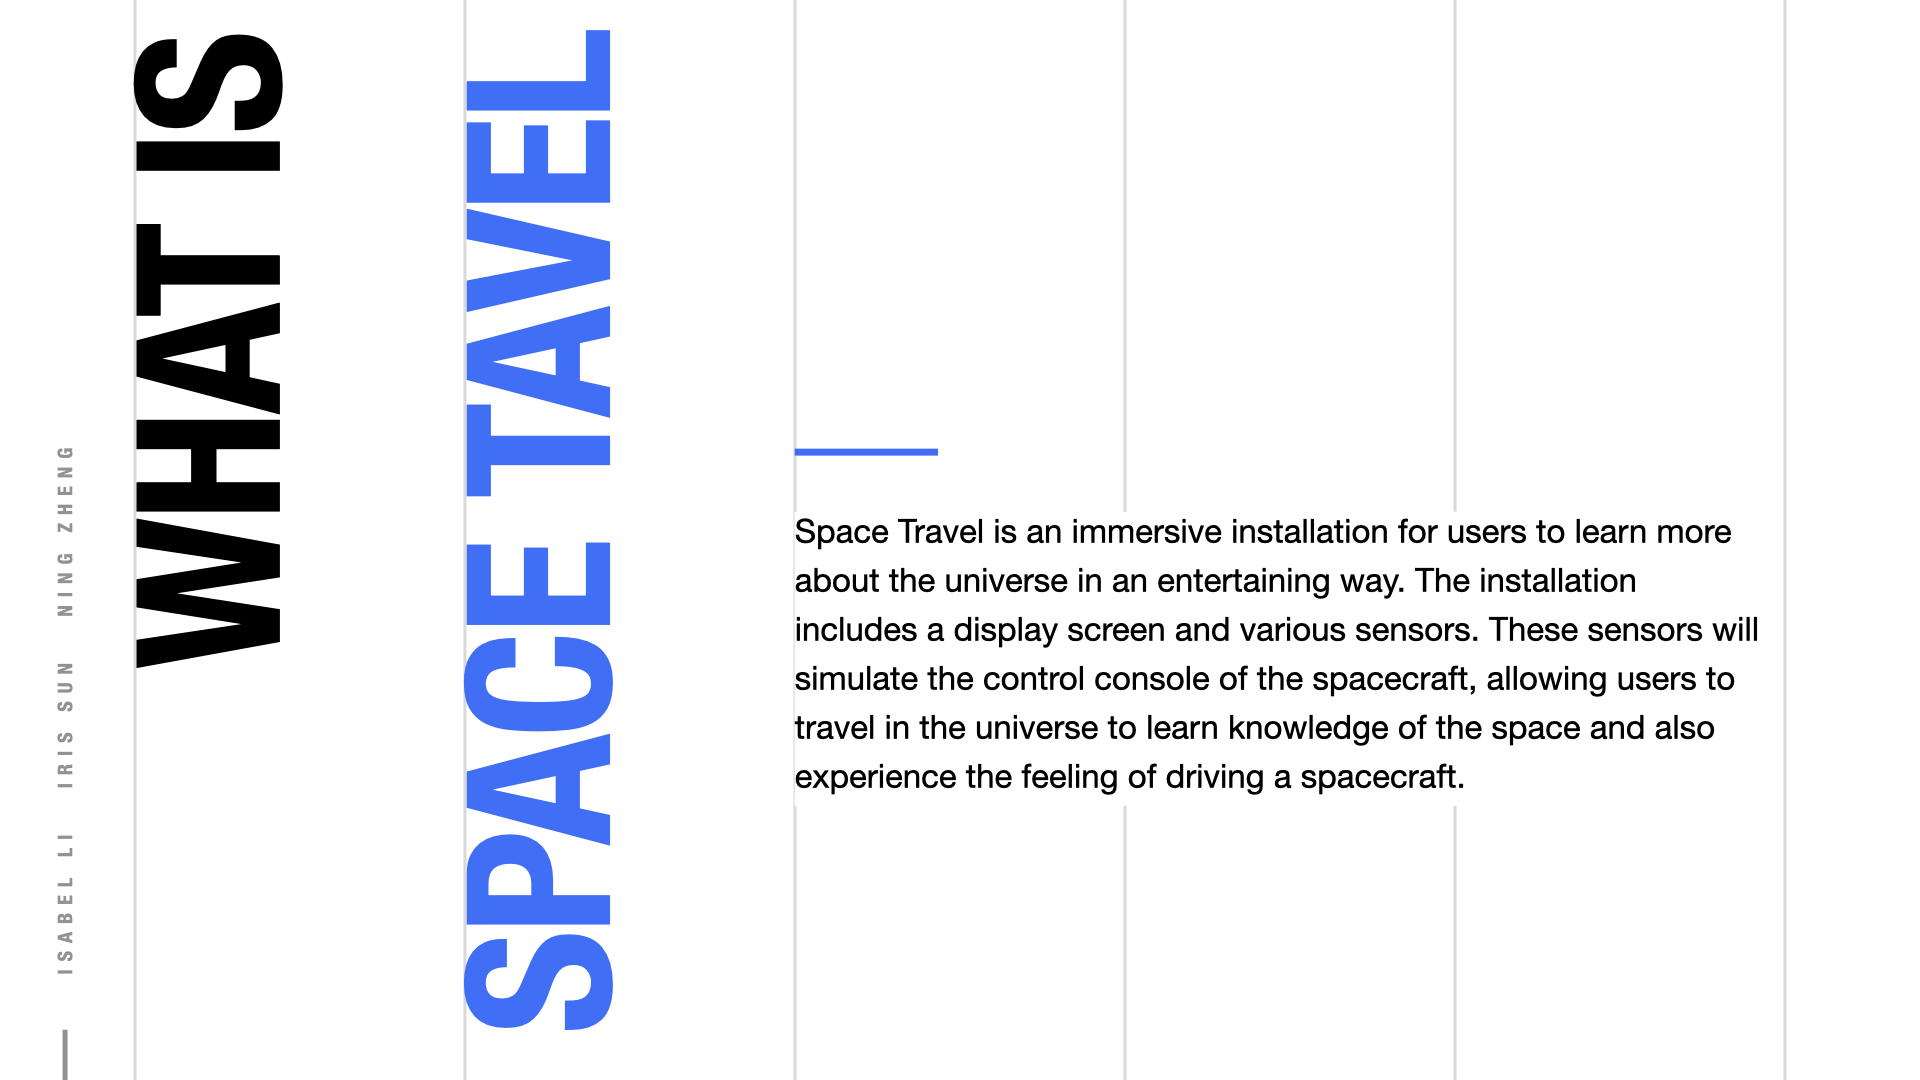 WHAT IS
SPACE TAVEL
Space Travel is an immersive installation for users to learn more
about the universe in an entertaining way. The installation
includes a display screen and various sensors. These sensors will
simulate the control console of the spacecraft, allowing users to
travel in the universe to learn knowledge of the space and also
experience the feeling of driving a spacecraft.
ISABEL LI IRIS SUN NING ZHENG